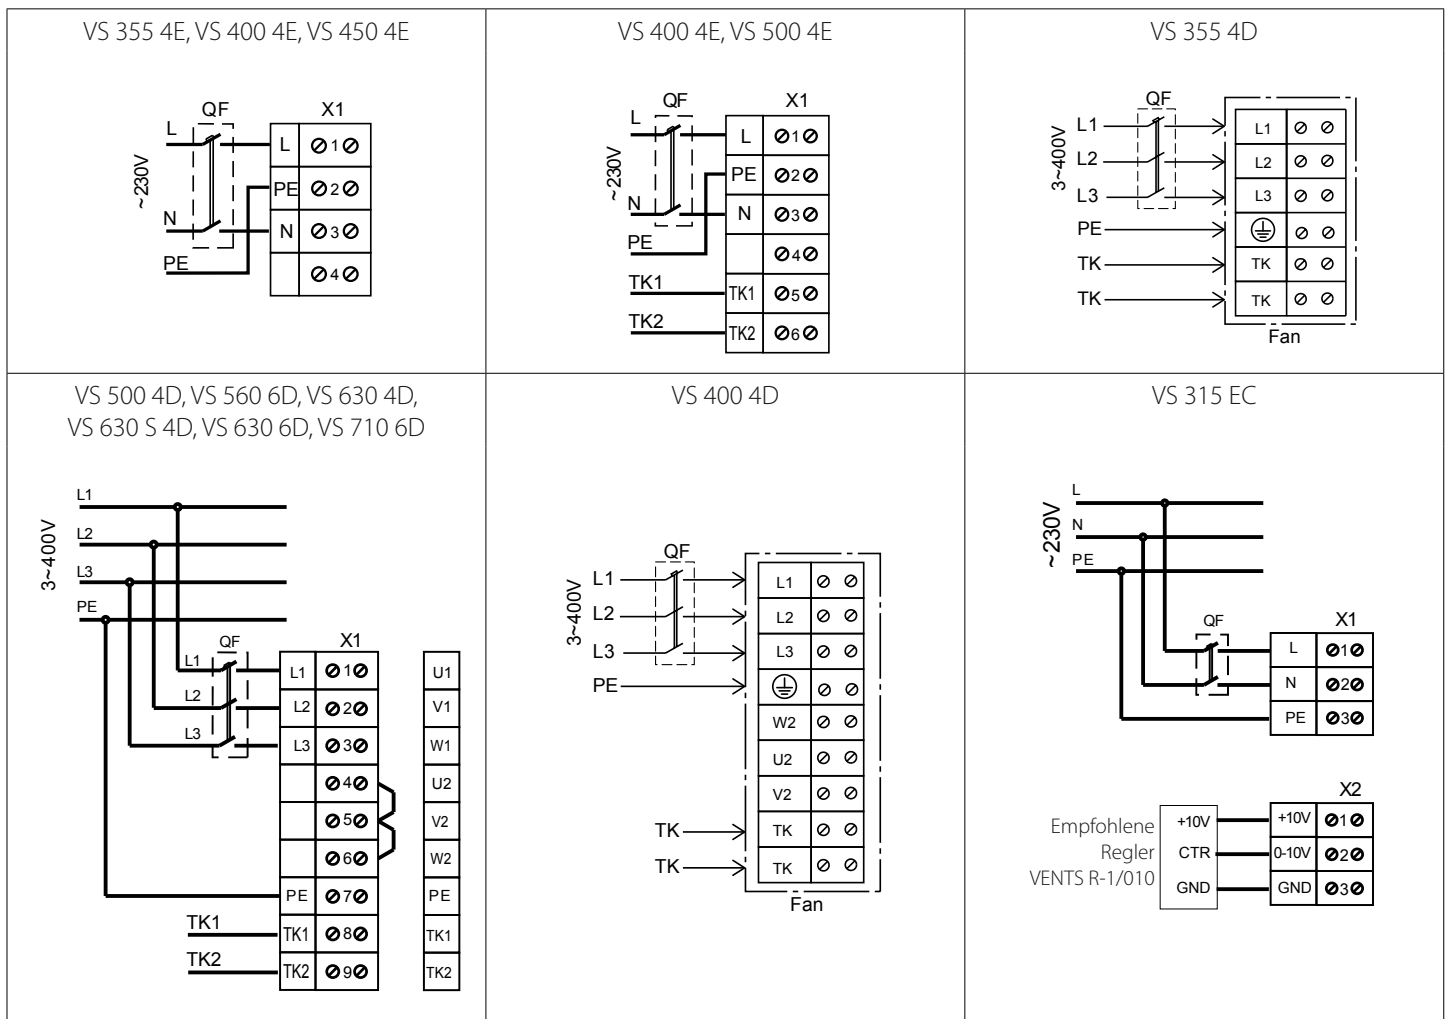 VS 355 4E, VS 400 4E, VS 450 4E
QF X1
L
L 1
~230V
PE 2
N
N 3
PE
4
VS 400 4E, VS 500 4E
QF X1
L
L 1
~230V
PE 2
N
N 3
PE
4
TK1
TK1 5
TK2
TK2 6
VS 355 4D
QF
3~400V
L1 L1
L2 L2
L3 L3
PE
TK TK
TK TK
Fan
VS 500 4D, VS 560 6D, VS 630 4D,
VS 630 S 4D, VS 630 6D, VS 710 6D
3~400V
L1
L2
L3
PE
QF X1
L1 L1 1 U1
L2 L2 2 V1
L3 L3 3 W1
4 U2
5 V2
6 W2
PE 7 PE
TK1 TK1 8 TK1
TK2 TK2 9 TK2
VS 400 4D
QF
3~400V
L1 L1
L2 L2
L3 L3
PE
W2
U2
V2
TK TK
TK TK
Fan
VS 315 EC
~230V
L
N
PE
QF X1
L 1
N 2
PE 3
X2
Empfohlene
Regler
VENTS R-1/010
+10V +10V 1
CTR 0-10V 2
GND GND 3